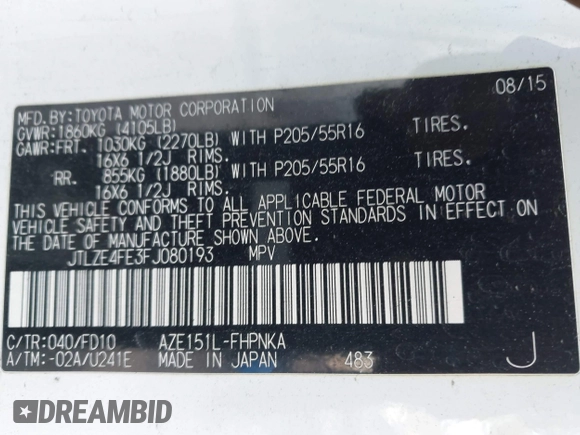 08/15
MFD.BY:TOYOTA MOTOR CORPORATION
GVWR:1860KG (4105LB)
GAWR:FRT. 1030KG (2270LB) WITH P205/55R16 TIRES.
16X6 1/2J RIMS.
RR. 855KG (1880LB) WITH P205/55R16 TIRES.
16X6 1/2J RIMS.
THIS VEHICLE CONFORMS TO ALL APPLICABLE FEDERAL MOTOR
VEHICLE SAFETY AND THEFT PREVENTION STANDARDS IN EFFECT ON
THE DATE OF MANUFACTURE SHOWN ABOVE.
JTLZE4FE3FJ080193 MPV
C/TR:040/FD10 AZE151L-FHPNKA
A/TM:-02A/U241E MADE IN JAPAN 483 J
DREAMBID